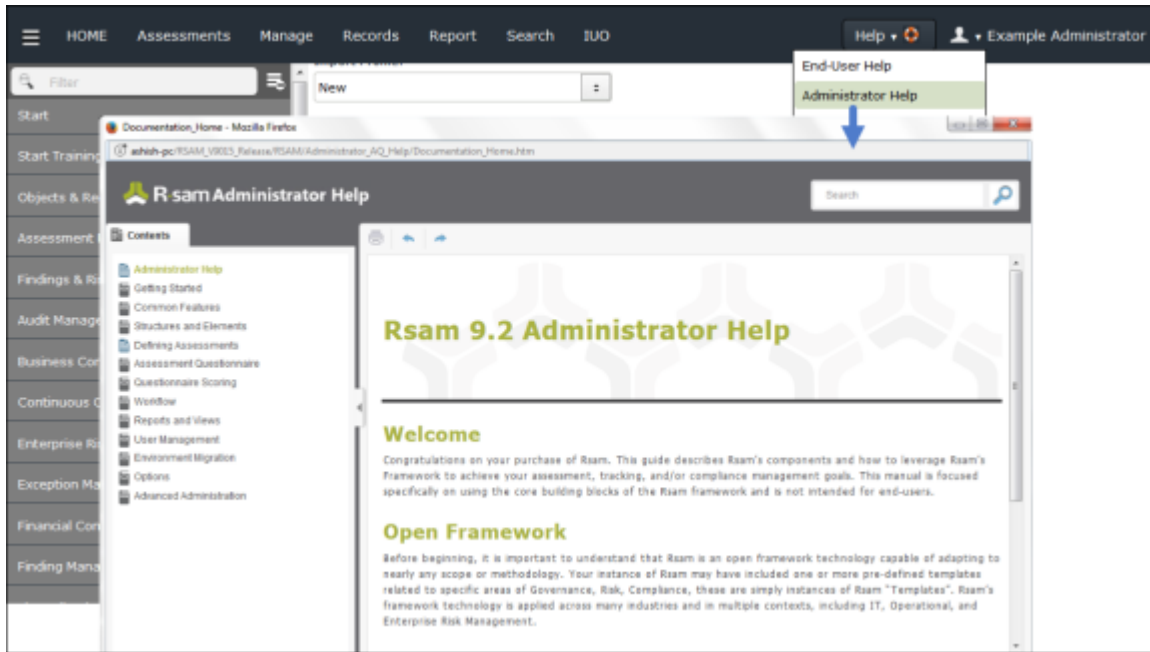 HOME Assessments Manage Records Report Search IUO Help Example Administrator
Filter
New
End-User Help
Administrator Help
Start
Start Training
Objects & Re
Assessment
Findings & Ri
Audit Manage
Business Con
Continuous C
Enterprise Ri
Exception Ma
Financial Con
Finding Mana
Documentation_Home - Mozilla Firefox
ashish-pc/RSAM_V9015_Release/RSAM/Administrator_AQ_Help/Documentation_Home.htm
Rsam Administrator Help
Search
Contents
Administrator Help
Getting Started
Common Features
Structures and Elements
Defining Assessments
Assessment Questionnaire
Questionnaire Scoring
Workflow
Reports and Views
User Management
Environment Migration
Options
Advanced Administration
Rsam 9.2 Administrator Help
Welcome
Congratulations on your purchase of Rsam. This guide describes Rsam's components and how to leverage Rsam's
Framework to achieve your assessment, tracking, and/or compliance management goals. This manual is focused
specifically on using the core building blocks of the Rsam framework and is not intended for end-users.
Open Framework
Before beginning, it is important to understand that Rsam is an open framework technology capable of adapting to
nearly any scope or methodology. Your instance of Rsam may have included one or more pre-defined templates
related to specific areas of Governance, Risk, Compliance, these are simply instances of Rsam "Templates". Rsam's
framework technology is applied across many industries and in multiple contexts, including IT, Operational, and
Enterprise Risk Management.